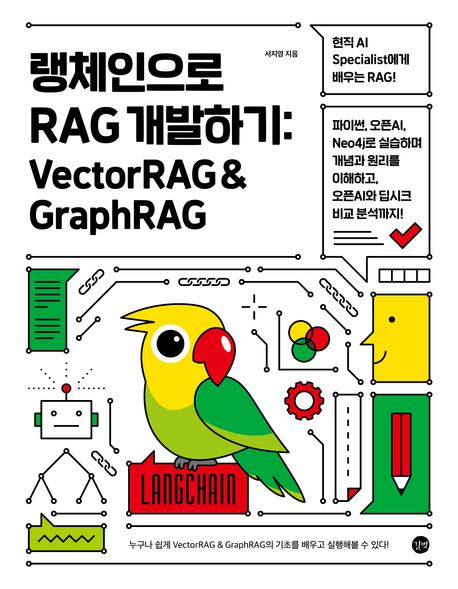 랭체인으로
RAG 개발하기:
VectorRAG &
GraphRAG
서지영 지음
현직 AI
Specialist에게
배우는 RAG!
파이썬, 오픈AI,
Neo4j로 실습하며
개념과 원리를
이해하고,
오픈AI와 딥시크
비교 분석까지!
LANGCHAIN
누구나 쉽게 VectorRAG & GraphRAG의 기초를 배우고 실행해볼 수 있다!
길벗